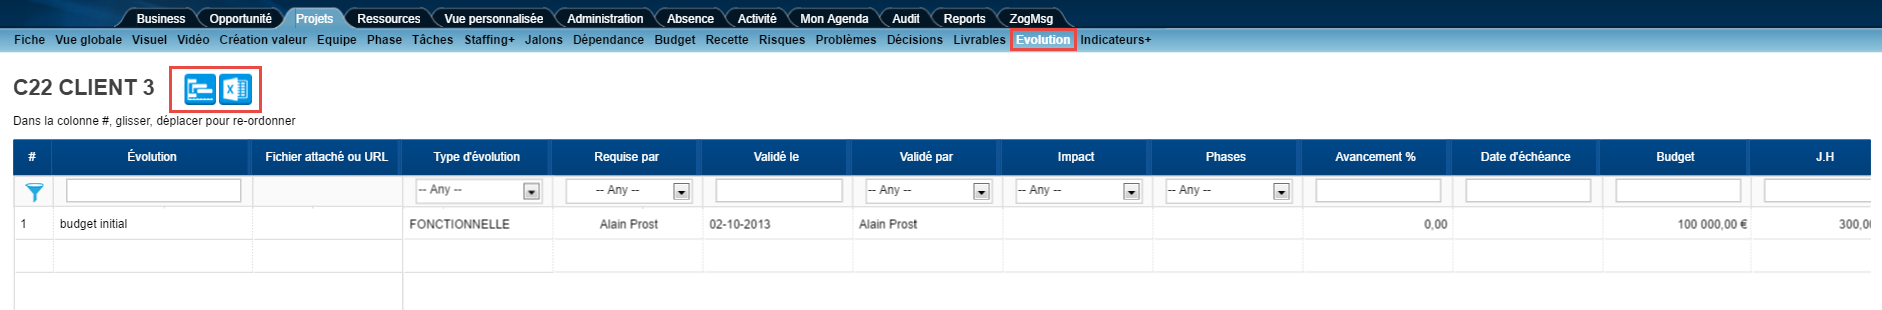 Business Opportunité Projets Ressources Vue personnalisée Administration Absence Activité Mon Agenda Audit Reports ZogMsg
Fiche Vue globale Visuel Vidéo Création valeur Equipe Phase Tâches Staffing+ Jalons Dépendance Budget Recette Risques Problèmes Décisions Livrables Evolution Indicateurs+
C22 CLIENT 3
Dans la colonne #, glisser, déplacer pour re-ordonner
# Évolution Fichier attaché ou URL Type d'évolution Requise par Validé le Validé par Impact Phases Avancement % Date d'échéance Budget J.H
-- Any -- -- Any -- -- Any -- -- Any -- -- Any --
1 budget initial FONCTIONNELLE Alain Prost 02-10-2013 Alain Prost 0,00 100 000,00 € 300,0